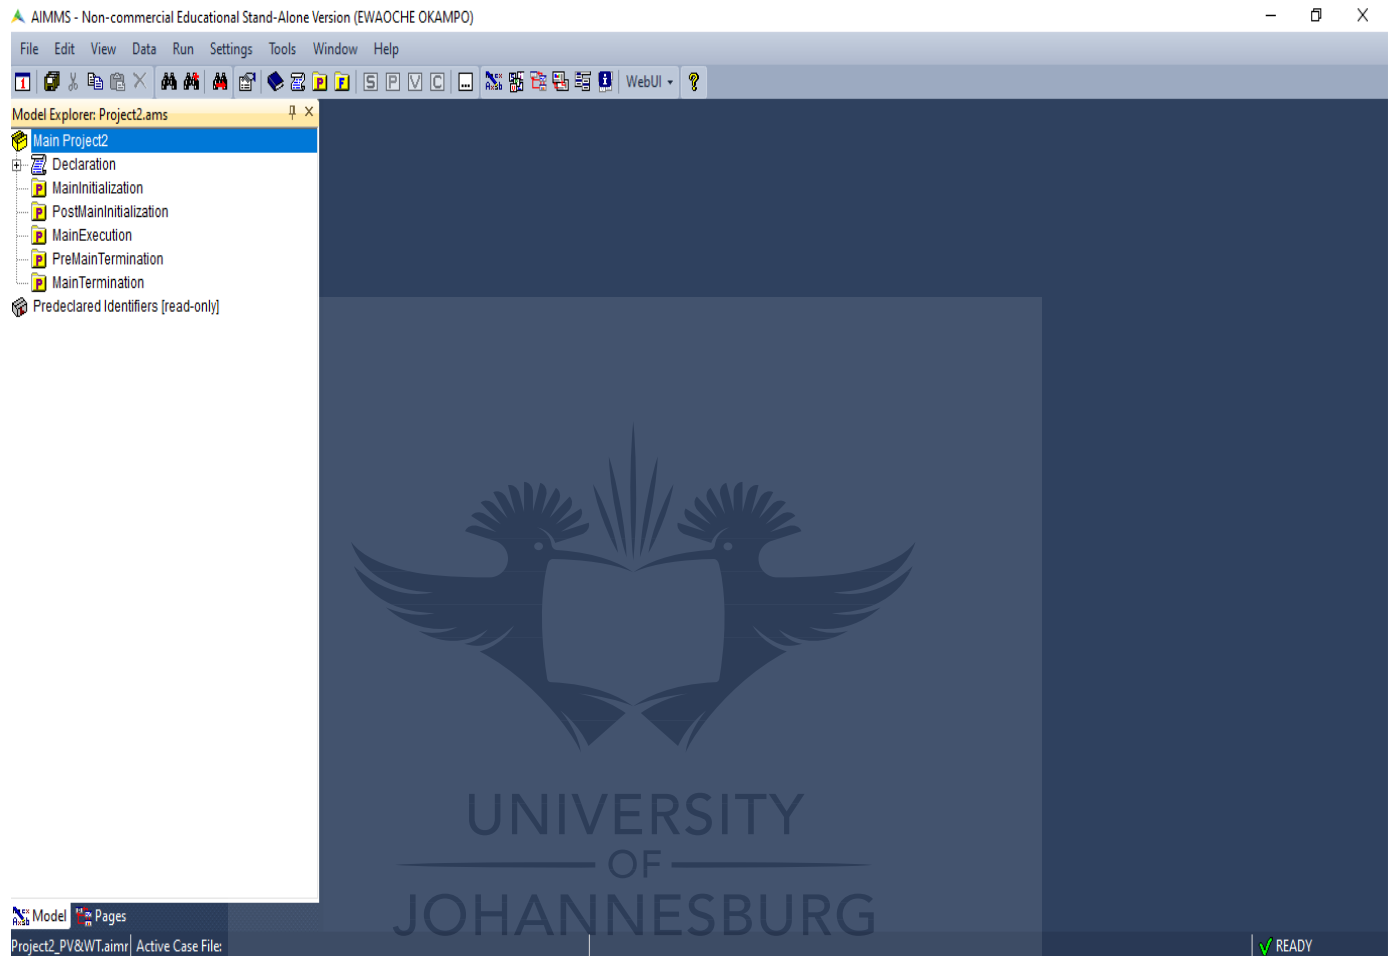 AIMMS - Non-commercial Educational Stand-Alone Version (EWAOCHE OKAMPO)
File Edit View Data Run Settings Tools Window Help
WebUI
Model Explorer: Project2.ams
Main Project2
Declaration
MainInitialization
PostMainInitialization
MainExecution
PreMainTermination
MainTermination
Predeclared Identifiers [read-only]
UNIVERSITY
OF
JOHANNESBURG
Model Pages
Project2_PV&WT.aimr Active Case File: READY